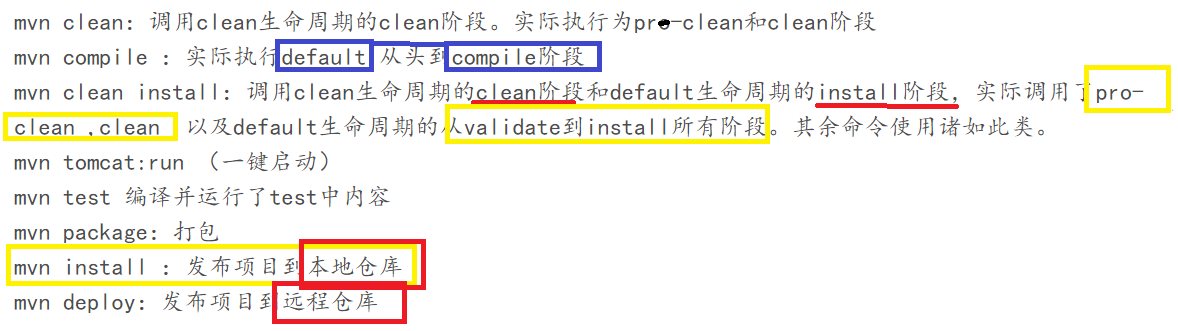 mvn clean: 调用clean生命周期的clean阶段。实际执行为pre-clean和clean阶段
mvn compile : 实际执行default 从头到compile阶段
mvn clean install: 调用clean生命周期的clean阶段和default生命周期的install阶段, 实际调用了pro-
clean ,clean 以及default生命周期的从validate到install所有阶段。其余命令使用诸如此类。
mvn tomcat:run （一键启动）
mvn test 编译并运行了test中内容
mvn package: 打包
mvn install : 发布项目到本地仓库
mvn deploy: 发布项目到远程仓库